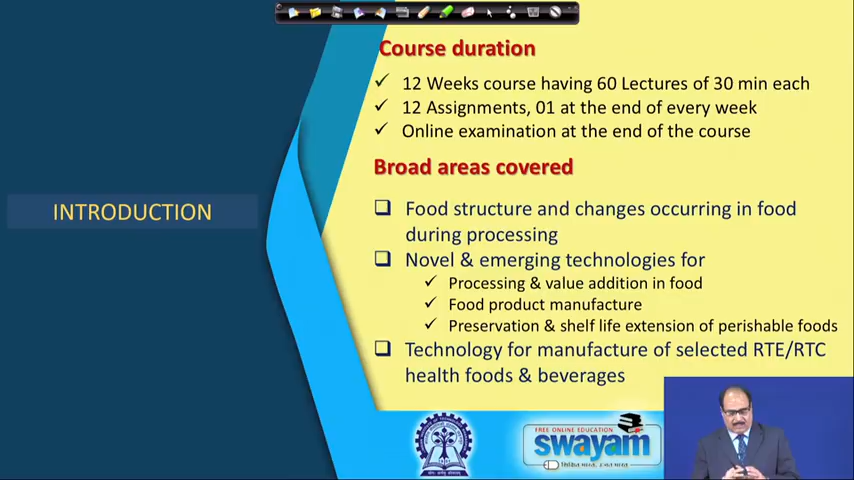 Course duration
✓ 12 Weeks course having 60 Lectures of 30 min each
✓ 12 Assignments, 01 at the end of every week
✓ Online examination at the end of the course
Broad areas covered
INTRODUCTION
❑ Food structure and changes occurring in food
during processing
❑ Novel & emerging technologies for
✓ Processing & value addition in food
✓ Food product manufacture
✓ Preservation & shelf life extension of perishable foods
❑ Technology for manufacture of selected RTE/RTC
health foods & beverages
FREE ONLINE EDUCATION
swayam